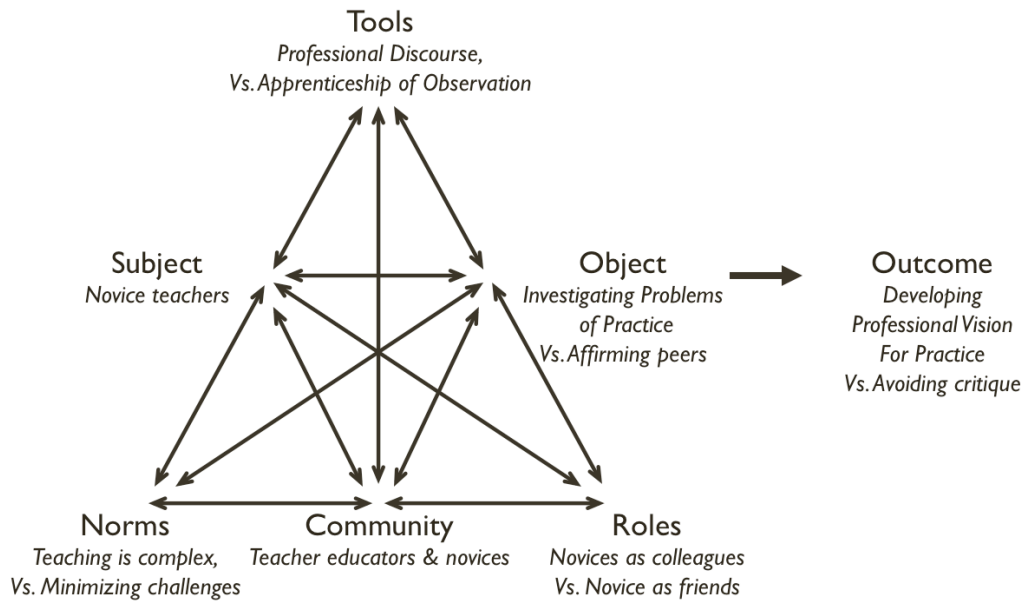 Tools
Professional Discourse,
Vs. Apprenticeship of Observation
Subject
Novice teachers
Object
Investigating Problems
of Practice
Vs. Affirming peers
Outcome
Developing
Professional Vision
For Practice
Vs. Avoiding critique
Norms
Teaching is complex,
Vs. Minimizing challenges
Community
Teacher educators & novices
Roles
Novices as colleagues
Vs. Novice as friends